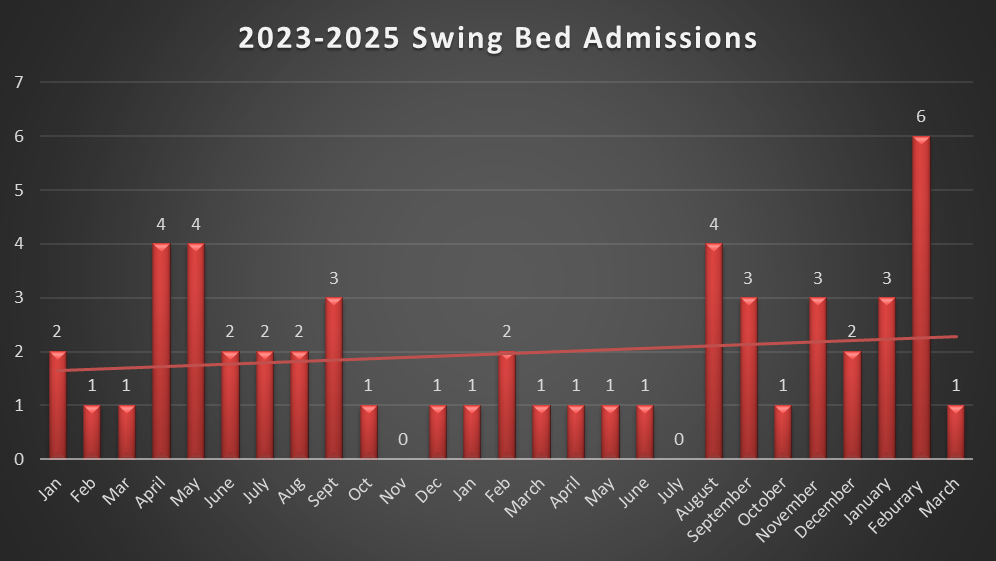 2023-2025 Swing Bed Admissions
7
6
5
4
3
2
1
0
2
1
1
4
4
2
2
2
3
1
0
1
1
2
1
1
1
1
0
4
3
1
3
2
3
6
1
Jan
Feb
Mar
April
May
June
July
Aug
Sept
Oct
Nov
Dec
Jan
Feb
March
April
May
June
July
August
September
October
November
December
January
Feburary
March